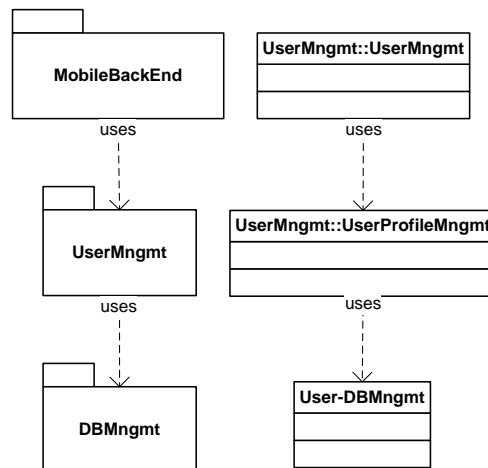 MobileBackEnd
uses
UserMngmt
uses
DBMngmt
UserMngmt::UserMngmt
uses
UserMngmt::UserProfileMngmt
uses
User-DBMngmt